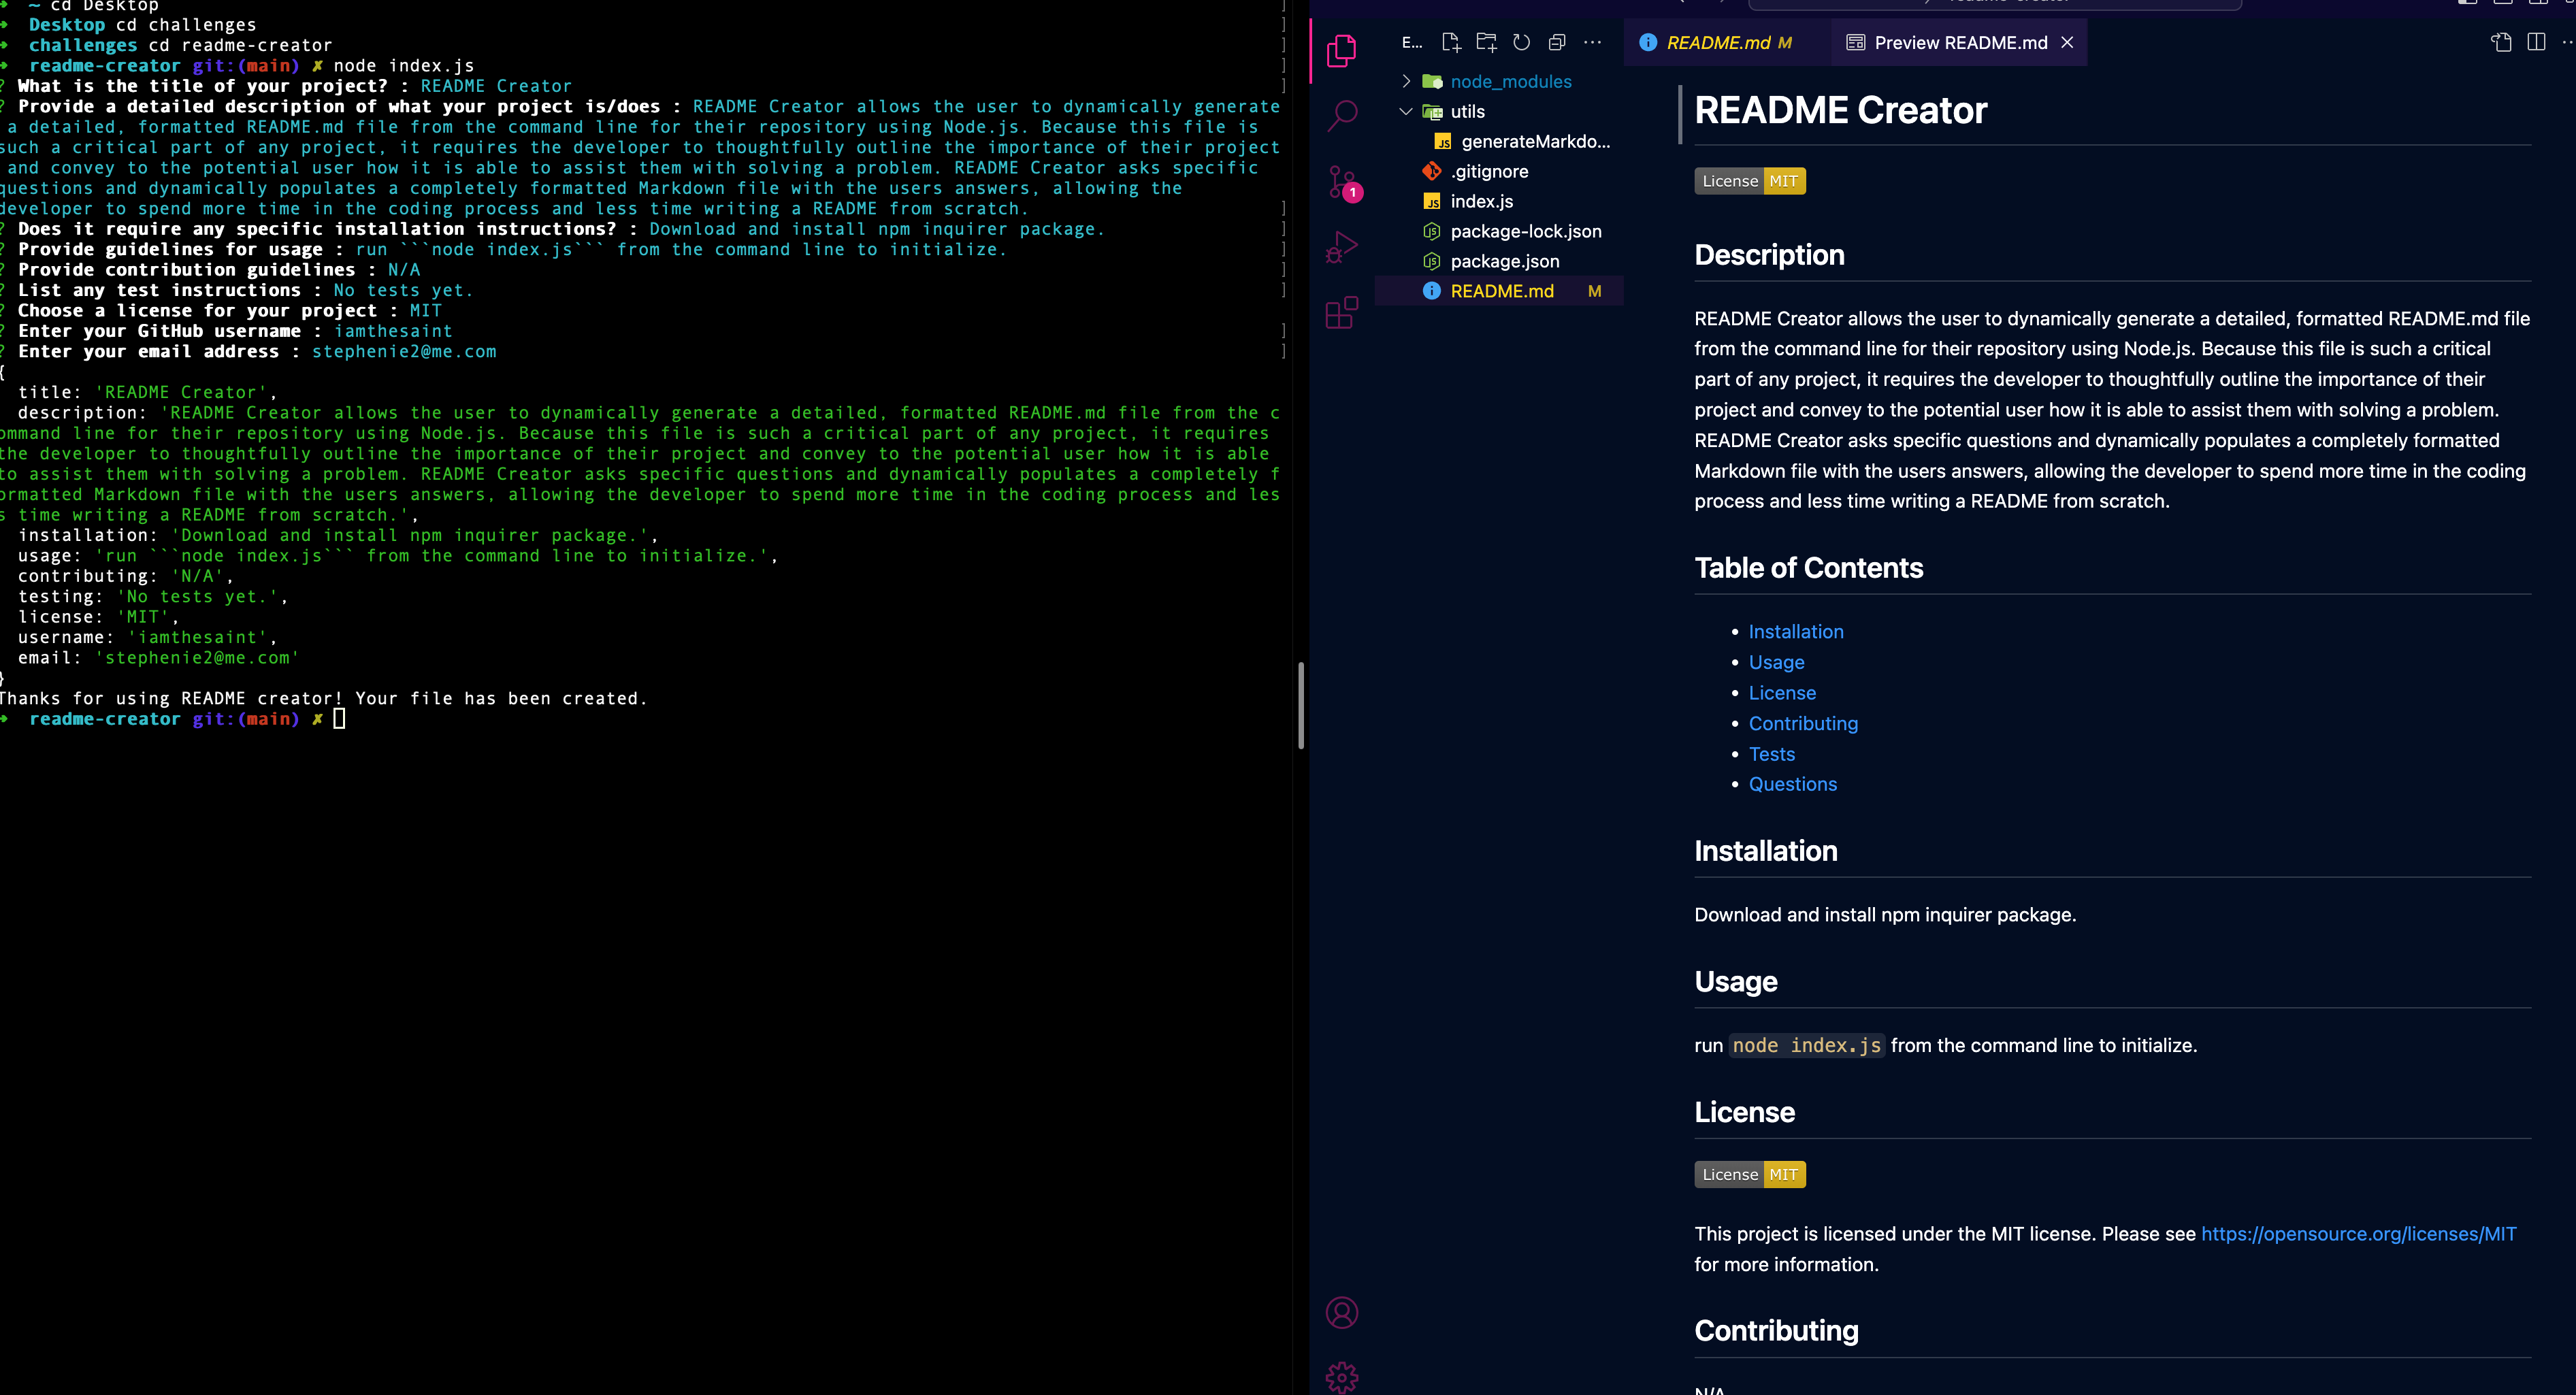 ~ cd Desktop
Desktop cd challenges
challenges cd readme-creator
readme-creator git:(main) ✗ node index.js
? What is the title of your project? : README Creator
? Provide a detailed description of what your project is/does : README Creator allows the user to dynamically generate
a detailed, formatted README.md file from the command line for their repository using Node.js. Because this file is
such a critical part of any project, it requires the developer to thoughtfully outline the importance of their project
and convey to the potential user how it is able to assist them with solving a problem. README Creator asks specific
questions and dynamically populates a completely formatted Markdown file with the users answers, allowing the
developer to spend more time in the coding process and less time writing a README from scratch.
? Does it require any specific installation instructions? : Download and install npm inquirer package.
? Provide guidelines for usage : run ```node index.js``` from the command line to initialize.
? Provide contribution guidelines : N/A
? List any test instructions : No tests yet.
? Choose a license for your project : MIT
? Enter your GitHub username : iamthesaint
? Enter your email address : stephenie2@me.com
{
title: 'README Creator',
description: 'README Creator allows the user to dynamically generate a detailed, formatted README.md file from the c
ommand line for their repository using Node.js. Because this file is such a critical part of any project, it requires
the developer to thoughtfully outline the importance of their project and convey to the potential user how it is able
to assist them with solving a problem. README Creator asks specific questions and dynamically populates a completely f
ormatted Markdown file with the users answers, allowing the developer to spend more time in the coding process and les
s time writing a README from scratch.',
installation: 'Download and install npm inquirer package.',
usage: 'run ```node index.js``` from the command line to initialize.',
contributing: 'N/A',
testing: 'No tests yet.',
license: 'MIT',
username: 'iamthesaint',
email: 'stephenie2@me.com'
}
Thanks for using README creator! Your file has been created.
readme-creator git:(main) ✗
1
E...
node_modules
utils
JS generateMarkdo...
.gitignore
JS index.js
package-lock.json
package.json
README.md M
README.md M
Preview README.md
README Creator
License MIT
Description
README Creator allows the user to dynamically generate a detailed, formatted README.md file
from the command line for their repository using Node.js. Because this file is such a critical
part of any project, it requires the developer to thoughtfully outline the importance of their
project and convey to the potential user how it is able to assist them with solving a problem.
README Creator asks specific questions and dynamically populates a completely formatted
Markdown file with the users answers, allowing the developer to spend more time in the coding
process and less time writing a README from scratch.
Table of Contents
• Installation
• Usage
• License
• Contributing
• Tests
• Questions
Installation
Download and install npm inquirer package.
Usage
run node index.js from the command line to initialize.
License
License MIT
This project is licensed under the MIT license. Please see https://opensource.org/licenses/MIT
for more information.
Contributing
N/A